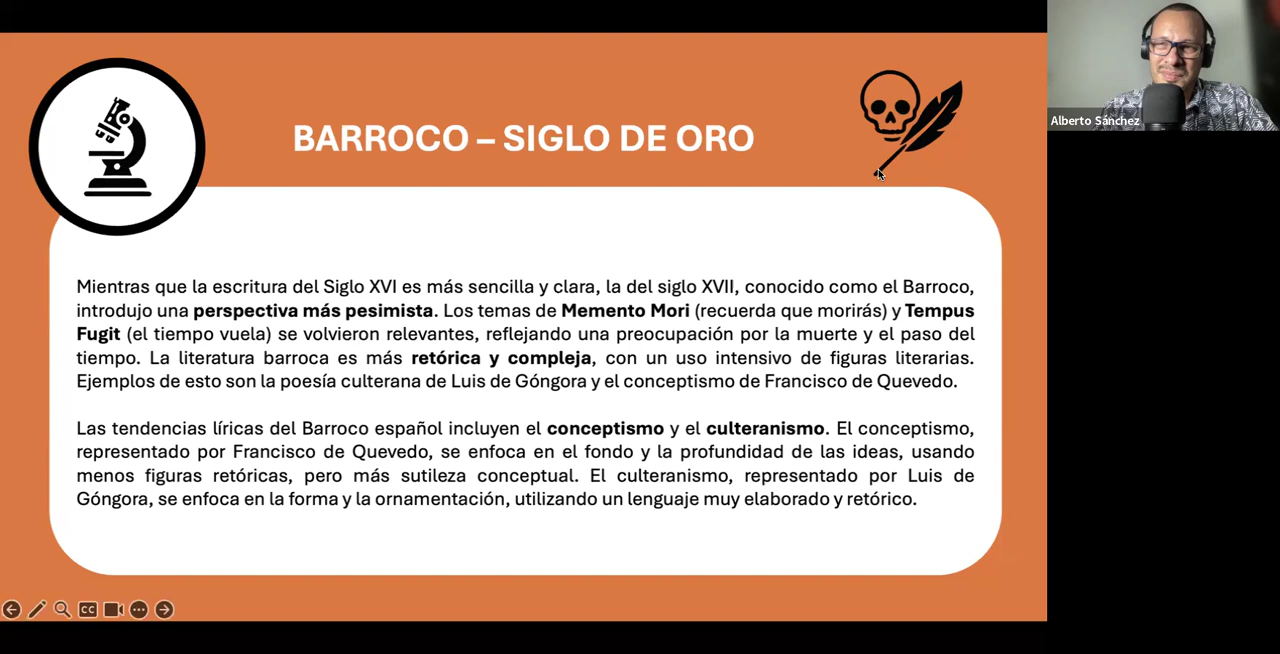 BARROCO – SIGLO DE ORO
Alberto Sánchez
Mientras que la escritura del Siglo XVI es más sencilla y clara, la del siglo XVII, conocido como el Barroco,
introdujo una perspectiva más pesimista. Los temas de Memento Mori (recuerda que morirás) y Tempus
Fugit (el tiempo vuela) se volvieron relevantes, reflejando una preocupación por la muerte y el paso del
tiempo. La literatura barroca es más retórica y compleja, con un uso intensivo de figuras literarias.
Ejemplos de esto son la poesía culterana de Luis de Góngora y el conceptismo de Francisco de Quevedo.
Las tendencias líricas del Barroco español incluyen el conceptismo y el culteranismo. El conceptismo,
representado por Francisco de Quevedo, se enfoca en el fondo y la profundidad de las ideas, usando
menos figuras retóricas, pero más sutileza conceptual. El culteranismo, representado por Luis de
Góngora, se enfoca en la forma y la ornamentación, utilizando un lenguaje muy elaborado y retórico.
CC